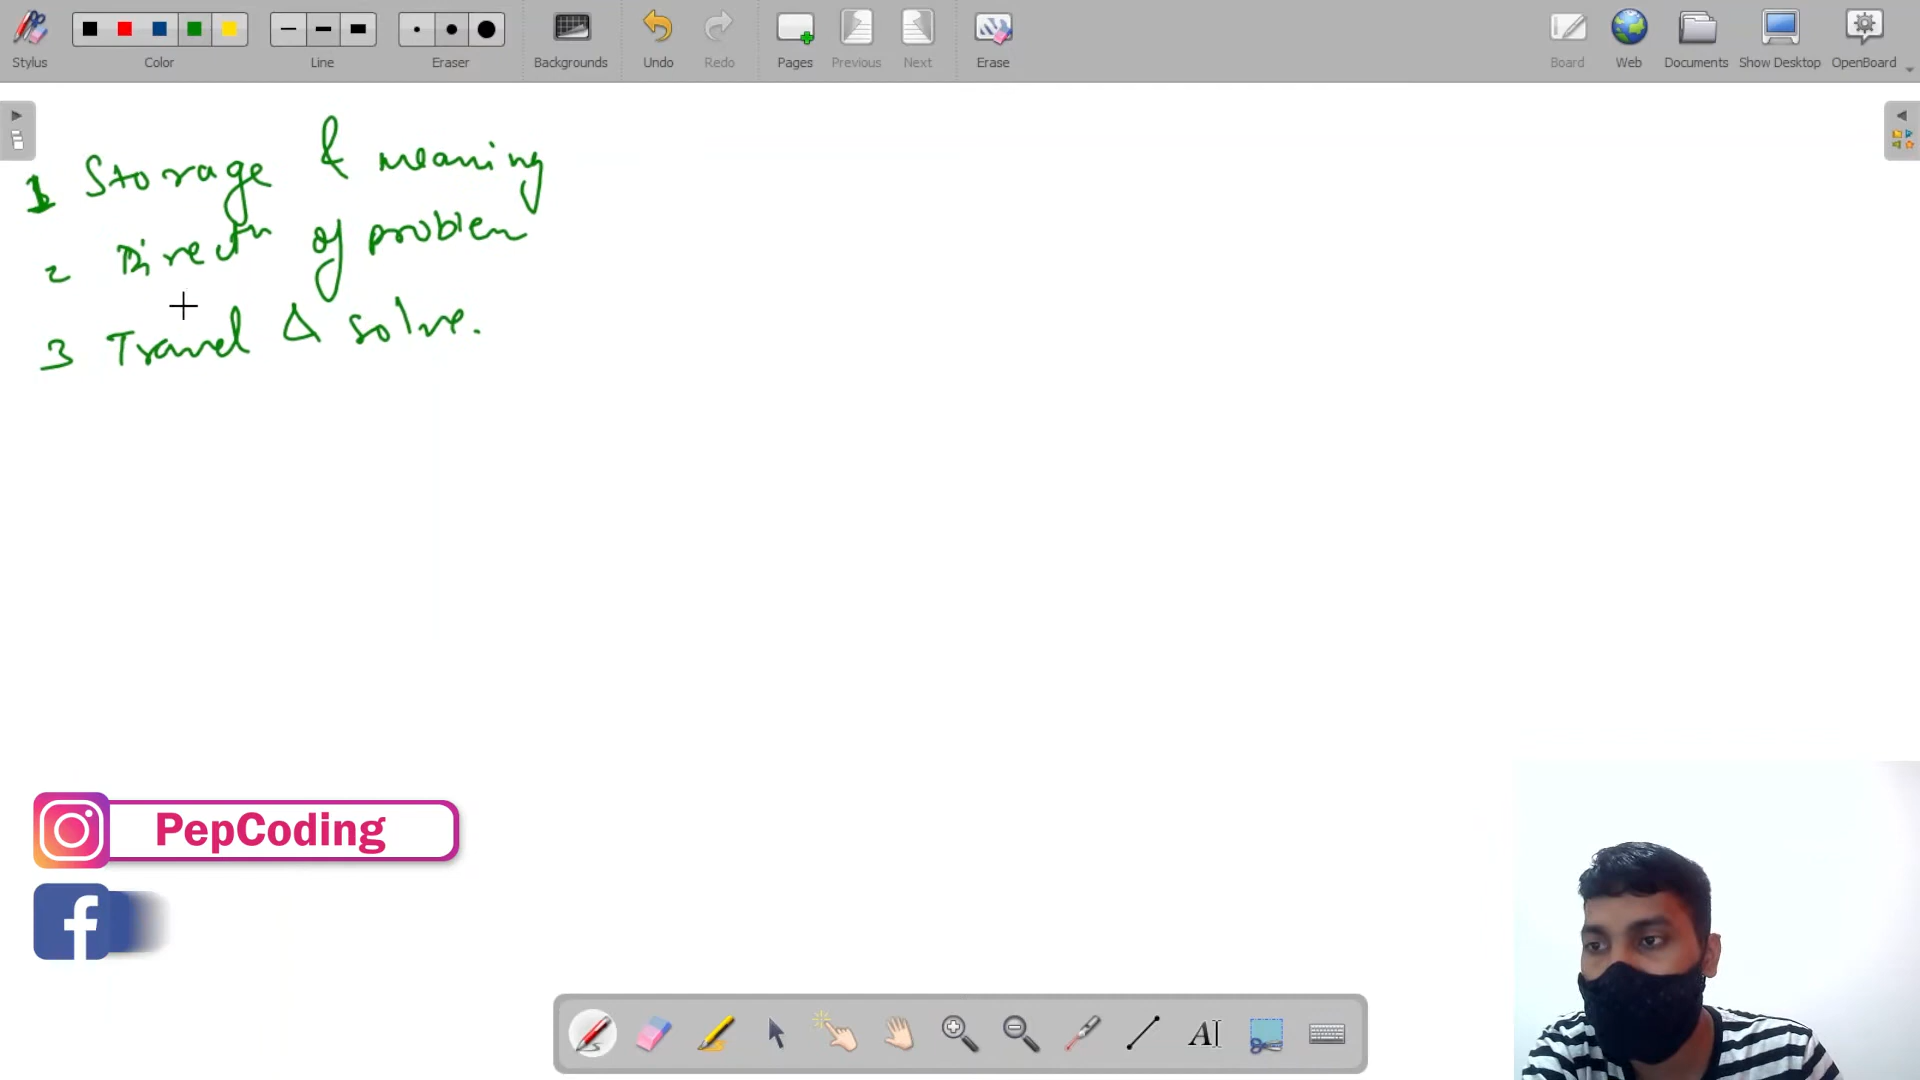 Stylus
Color
Line
Eraser
Backgrounds
Undo
Redo
Pages
Previous
Next
Erase
Board
Web
Documents
Show Desktop
OpenBoard
1 Storage & meaning
2 Directn of problem
3 Travel & solve.
PepCoding
f
A